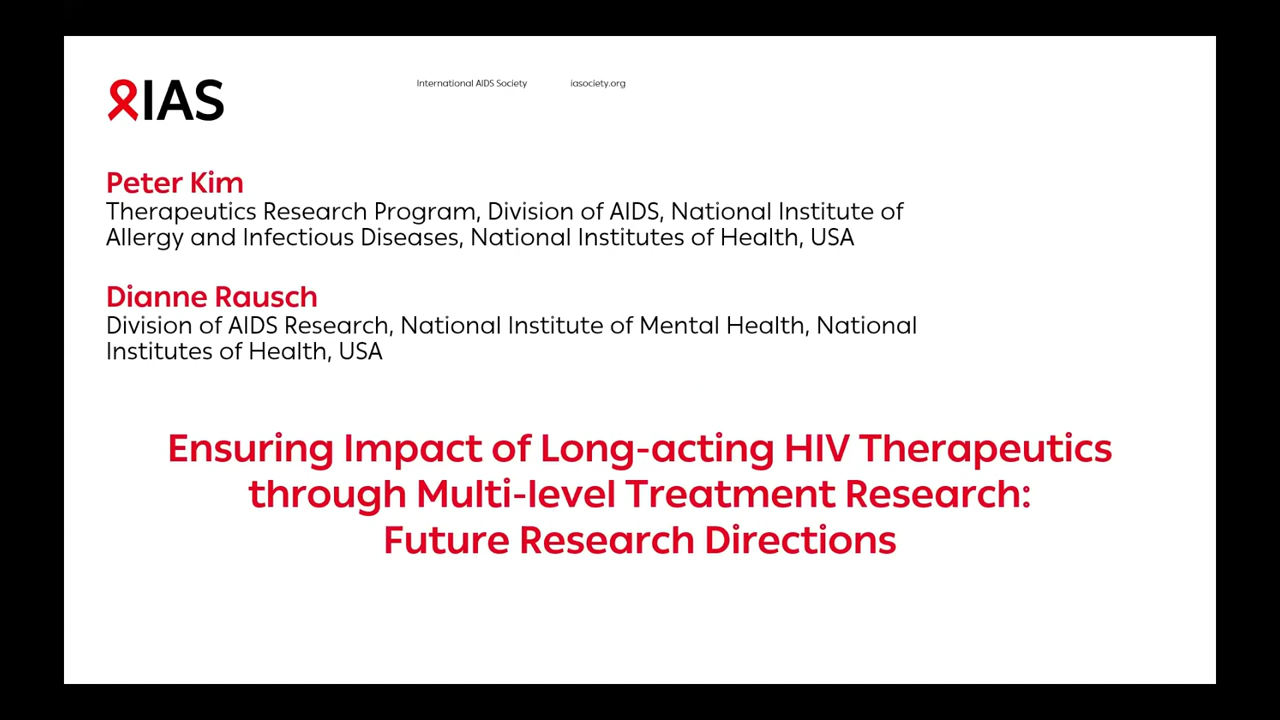 IAS
International AIDS Society iasociety.org
Peter Kim
Therapeutics Research Program, Division of AIDS, National Institute of
Allergy and Infectious Diseases, National Institutes of Health, USA
Dianne Rausch
Division of AIDS Research, National Institute of Mental Health, National
Institutes of Health, USA
Ensuring Impact of Long-acting HIV Therapeutics
through Multi-level Treatment Research:
Future Research Directions